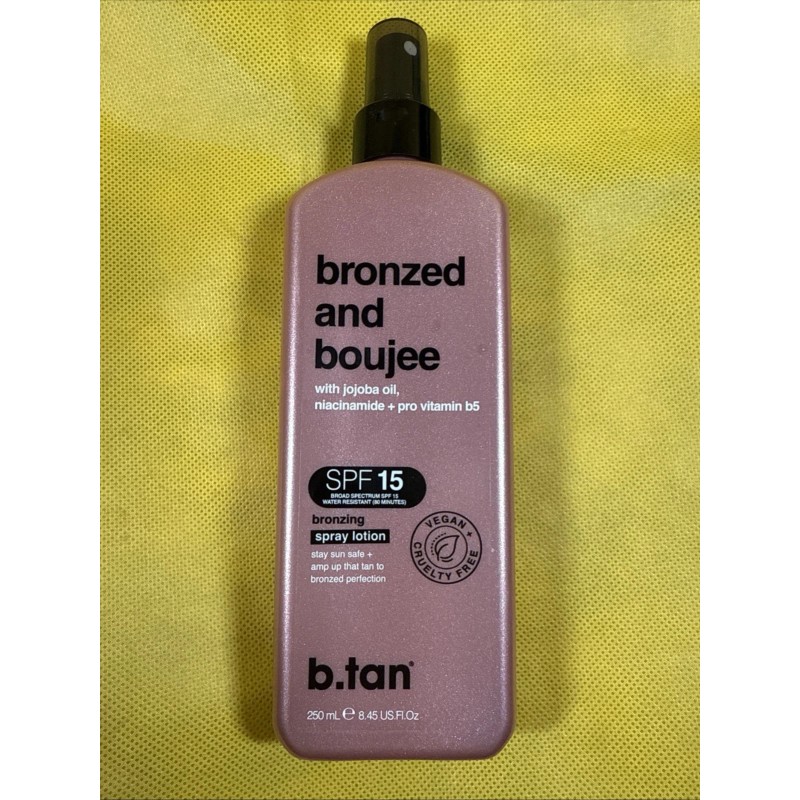 bronzed
and
boujee
with jojoba oil,
niacinamide + pro vitamin b5
SPF 15
BROAD SPECTRUM SPF 15
WATER RESISTANT (80 MINUTES)
bronzing
spray lotion
stay sun safe +
amp up that tan to
bronzed perfection
VEGAN +
CRUELTY FREE
b.tan®
250 mL ℮ 8.45 US.Fl.Oz